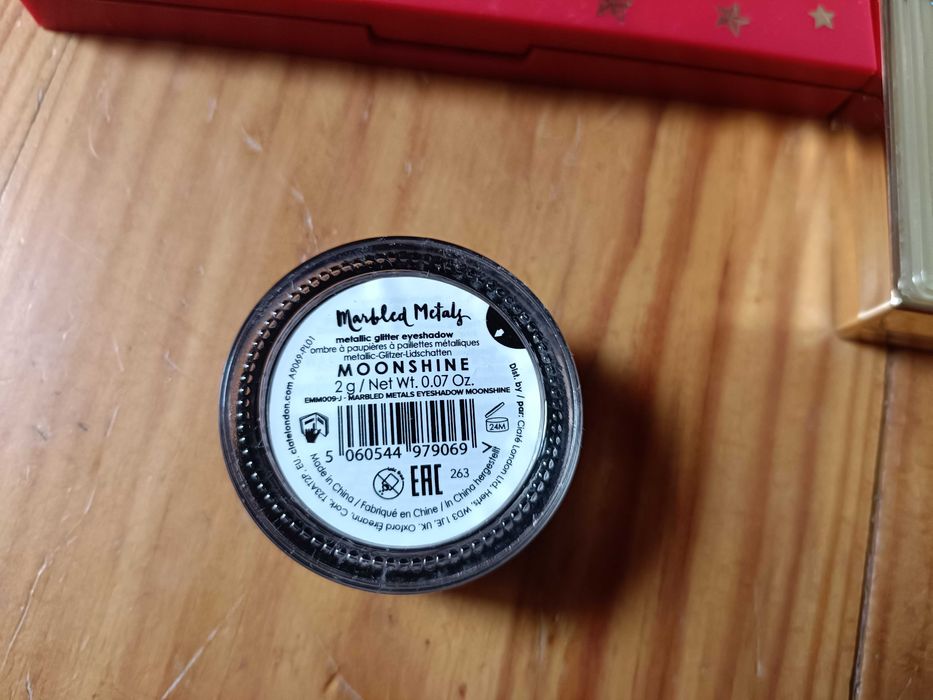 Marbled Metals
metallic glitter eyeshadow
ombre à paupières à paillettes métalliques
metallic-Glitzer-Lidschatten
MOONSHINE
2 g / Net Wt. 0.07 Oz.
EMM009-J - MARBLED METALS EYESHADOW MOONSHINE
24M
5 060544 979069
EAC 263
Made in China / Fabriqué en Chine / In China hergestellt
Dist. by / par: Ciaté London Ltd, Herts, WD3 1JE, UK. Oxford Éireann, Cork, T23AT2P, EU. ciatelondon.com A9069-PL01